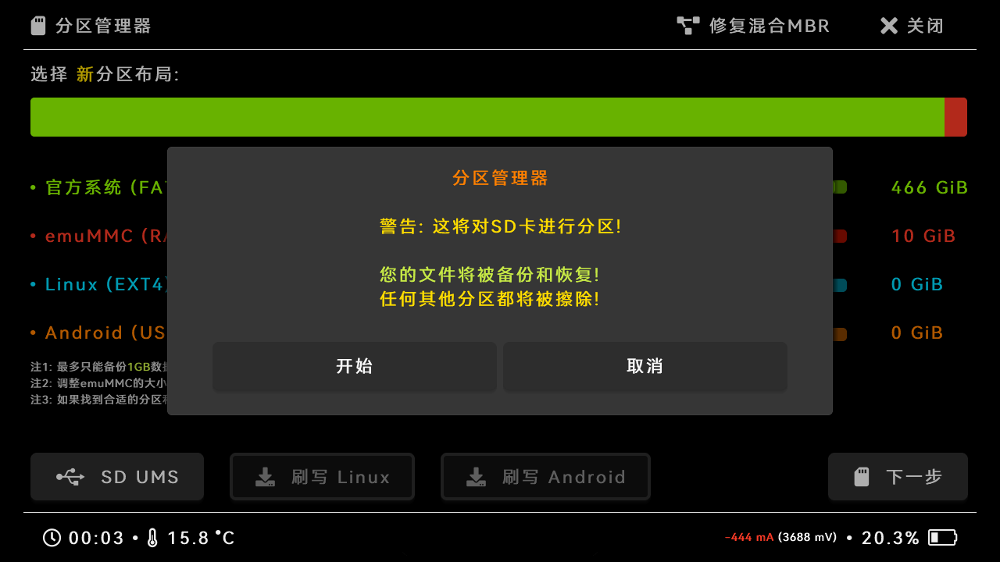 分区管理器
修复混合MBR
关闭
选择 新分区布局:
分区管理器
警告: 这将对SD卡进行分区!
您的文件将被备份和恢复!
任何其他分区都将被擦除!
开始
取消
• 官方系统 (FA
466 GiB
• emuMMC (R
10 GiB
• Linux (EXT4)
0 GiB
• Android (US
0 GiB
注1: 最多只能备份1GB数
注2: 调整emuMMC的大小
注3: 如果找到合适的分区
SD UMS
刷写 Linux
刷写 Android
下一步
00:03 • 15.8 °C
-444 mA (3688 mV) • 20.3%